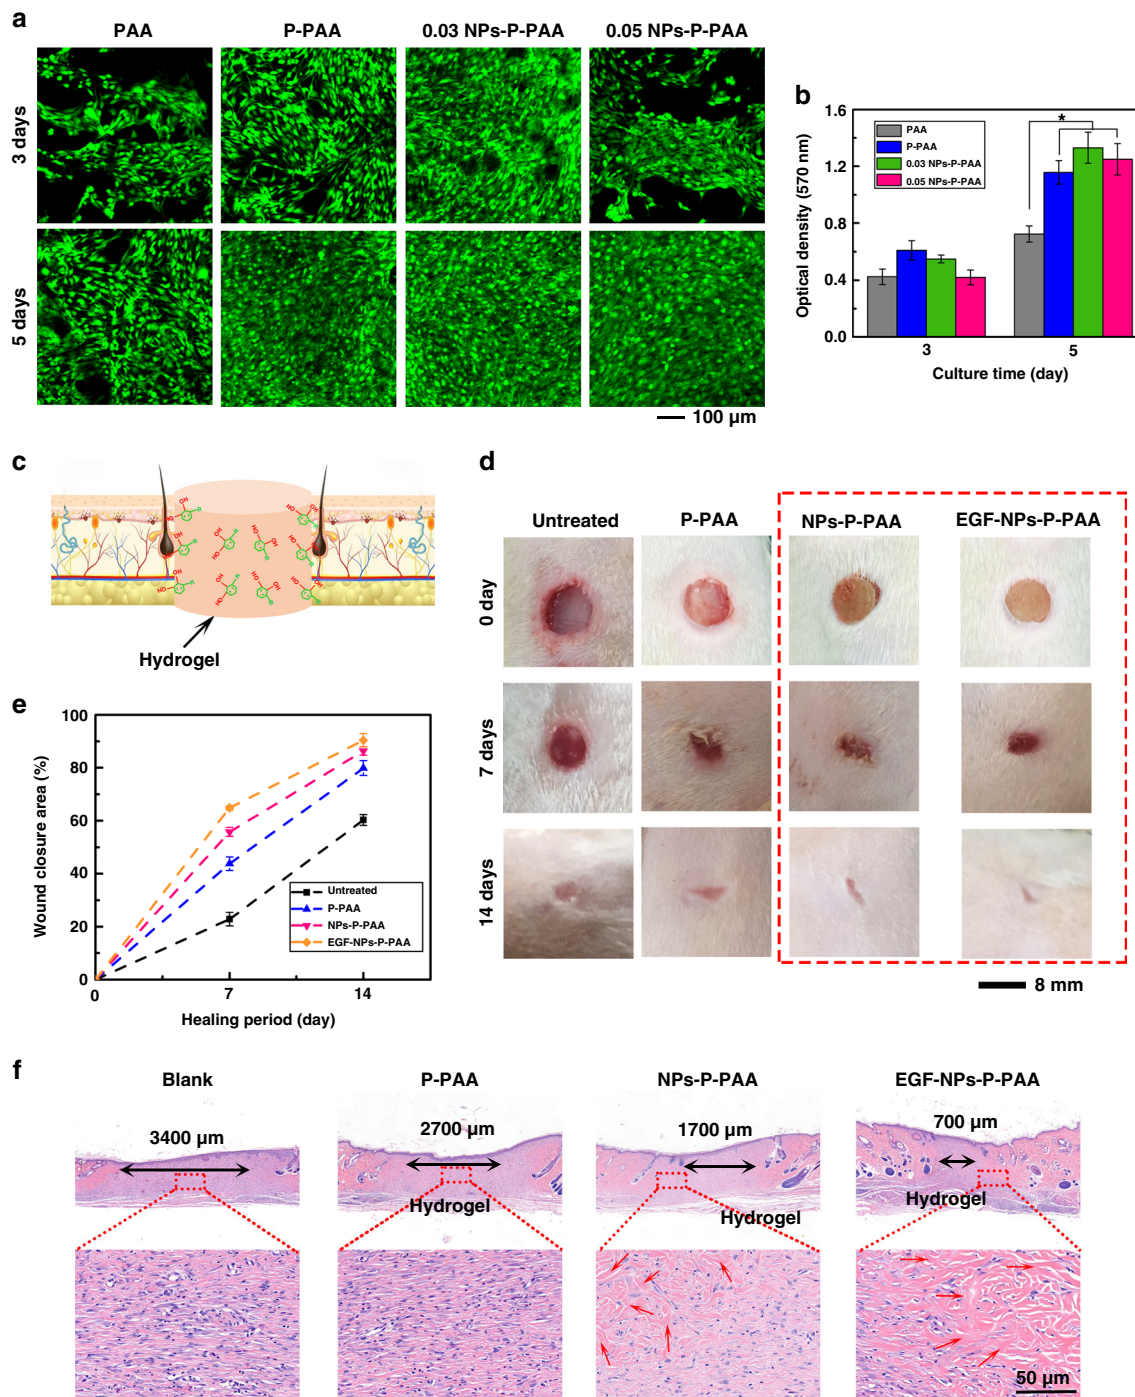 a
PAA
P-PAA
0.03 NPs-P-PAA
0.05 NPs-P-PAA
3 days
5 days
100 µm
b
1.6
1.2
0.8
0.4
0.0
Optical density (570 nm)
PAA
P-PAA
0.03 NPs-P-PAA
0.05 NPs-P-PAA
*
3
5
Culture time (day)
c
OH
OH
R
Hydrogel
d
Untreated
P-PAA
NPs-P-PAA
EGF-NPs-P-PAA
0 day
7 days
14 days
8 mm
e
100
80
60
40
20
0
Wound closure area (%)
Untreated
P-PAA
NPs-P-PAA
EGF-NPs-P-PAA
0
7
14
Healing period (day)
f
Blank
P-PAA
NPs-P-PAA
EGF-NPs-P-PAA
3400 µm
2700 µm
1700 µm
700 µm
Hydrogel
Hydrogel
Hydrogel
50 µm